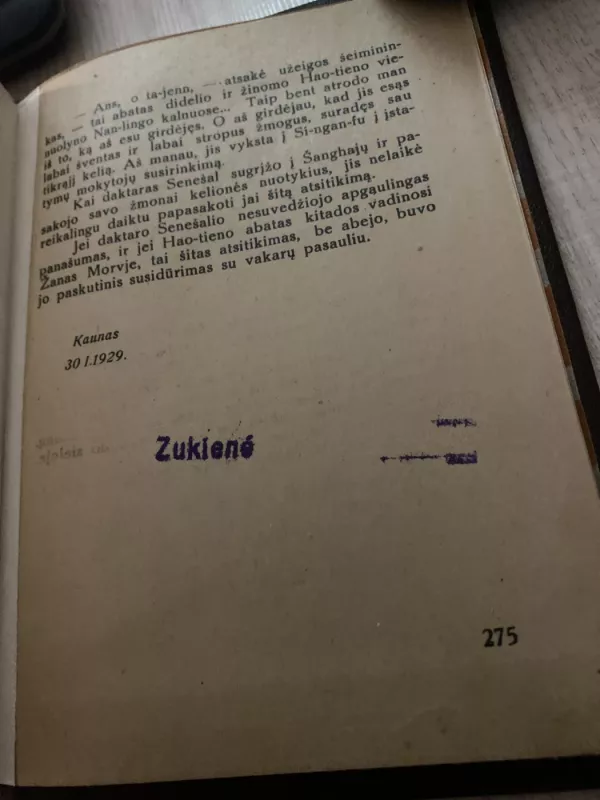 — Ans, o ta-jenn, — atsakė užeigos šeiminin-
kas, — tai abatas didelio ir žinomo Hao-tieno vie-
nuolyno Nan-lingo kalnuose... Taip bent atrodo man
iš to, ką aš esu girdėjęs. O aš girdėjau, kad jis esąs
labai šventas ir labai stropus žmogus, suradęs sau
tikrąjį kelią. Aš manau, jis vyksta į Si-ngan-fu į įsta-
tymų mokytojų susirinkimą.
Kai daktaras Senešal sugrįžo į Šanghajų ir pa-
sakojo savo žmonai kelionės nuotykius, jis nelaikė
reikalingu daiktu papasakoti jai šitą atsitikimą.
Jei daktaro Senešalio nesuvedžiojo apgaulingas
panašumas, ir jei Hao-tieno abatas kitados vadinosi
Žanas Morvje, tai šitas atsitikimas, be abejo, buvo
jo paskutinis susidūrimas su vakarų pasauliu.
Kaunas
30 I.1929.
Zukienė
275